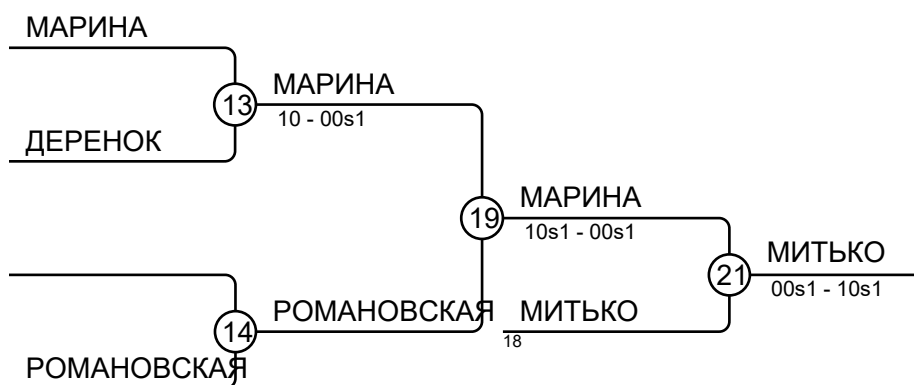 МАРИНА
13
МАРИНА
10 - 00s1
ДЕРЕНОК
19
МАРИНА
10s1 - 00s1
21
МИТЬКО
00s1 - 10s1
14
РОМАНОВСКАЯ
МИТЬКО
18
РОМАНОВСКАЯ